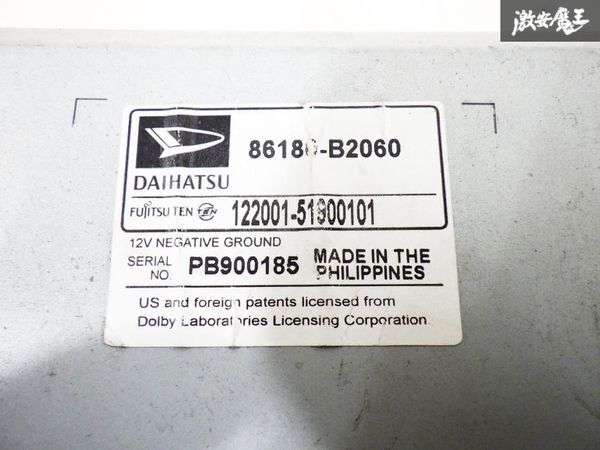 激安魔王
86180-B2060
DAIHATSU
FUJITSU TEN TEN 122001-51900101
12V NEGATIVE GROUND
SERIAL NO. PB900185 MADE IN THE PHILIPPINES
US and foreign patents licensed from
Dolby Laboratories Licensing Corporation.